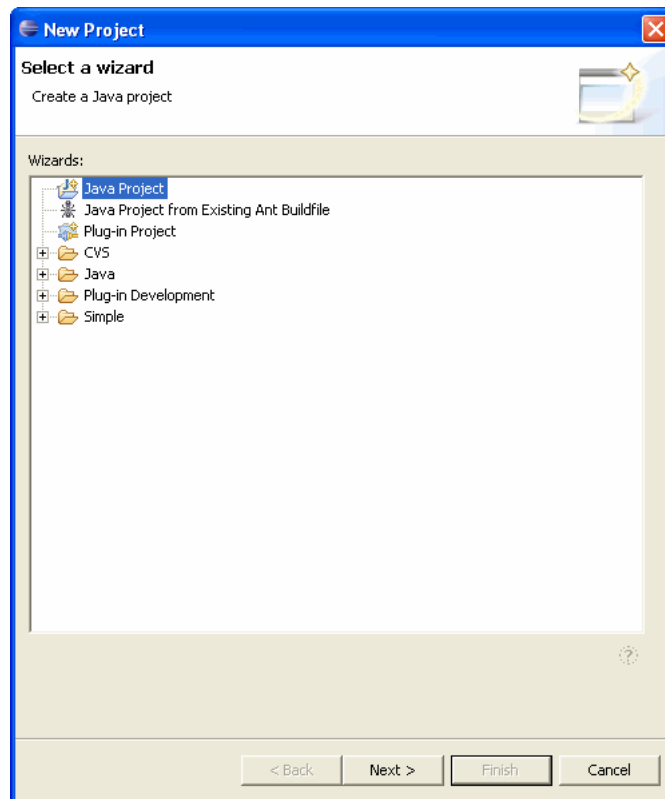 New Project
Select a wizard
Create a Java project
Wizards:
Java Project
Java Project from Existing Ant Buildfile
Plug-in Project
CVS
Java
Plug-in Development
Simple
?
< Back
Next >
Finish
Cancel